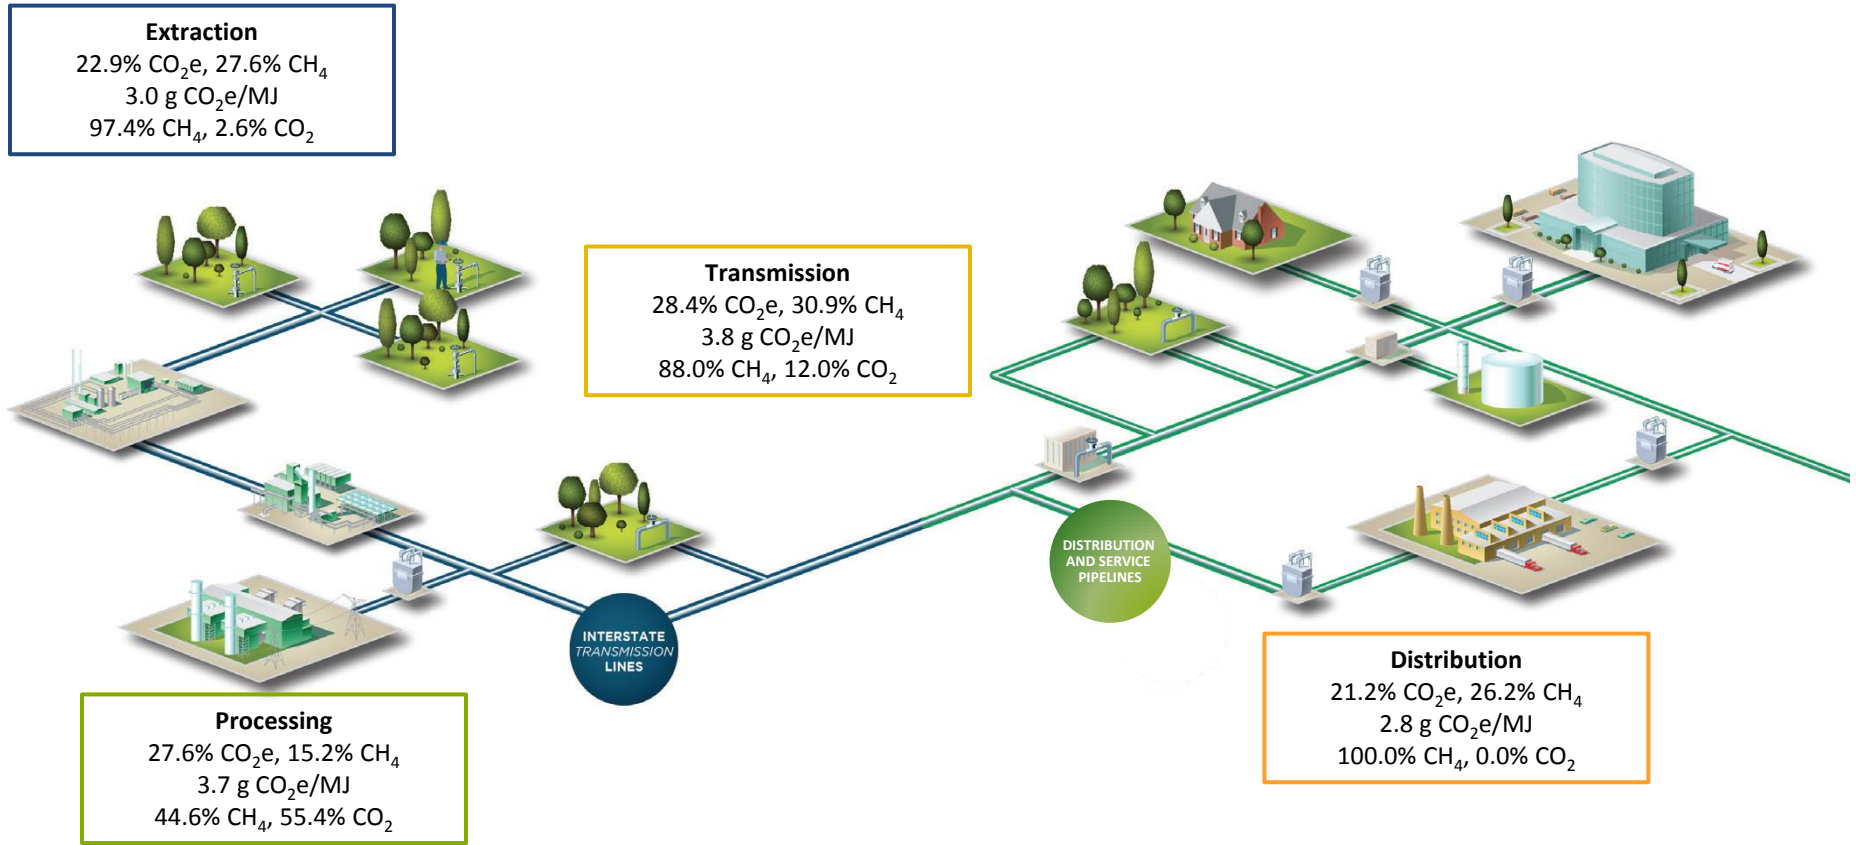 Extraction
22.9% CO₂e, 27.6% CH₄
3.0 g CO₂e/MJ
97.4% CH₄, 2.6% CO₂
Transmission
28.4% CO₂e, 30.9% CH₄
3.8 g CO₂e/MJ
88.0% CH₄, 12.0% CO₂
DISTRIBUTION
AND SERVICE
PIPELINES
INTERSTATE
TRANSMISSION
LINES
Processing
27.6% CO₂e, 15.2% CH₄
3.7 g CO₂e/MJ
44.6% CH₄, 55.4% CO₂
Distribution
21.2% CO₂e, 26.2% CH₄
2.8 g CO₂e/MJ
100.0% CH₄, 0.0% CO₂